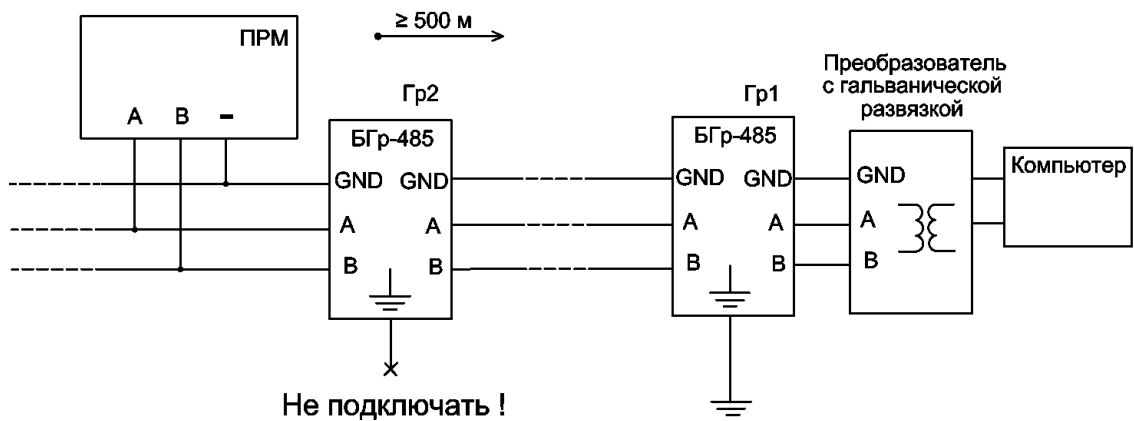 ≥ 500 м
ПРМ
A B –
Гр2
БГр-485
GND GND
A A
B B
Не подключать !
Гр1
БГр-485
GND GND
A A
B B
Преобразователь
с гальванической
развязкой
GND
A
B
Компьютер